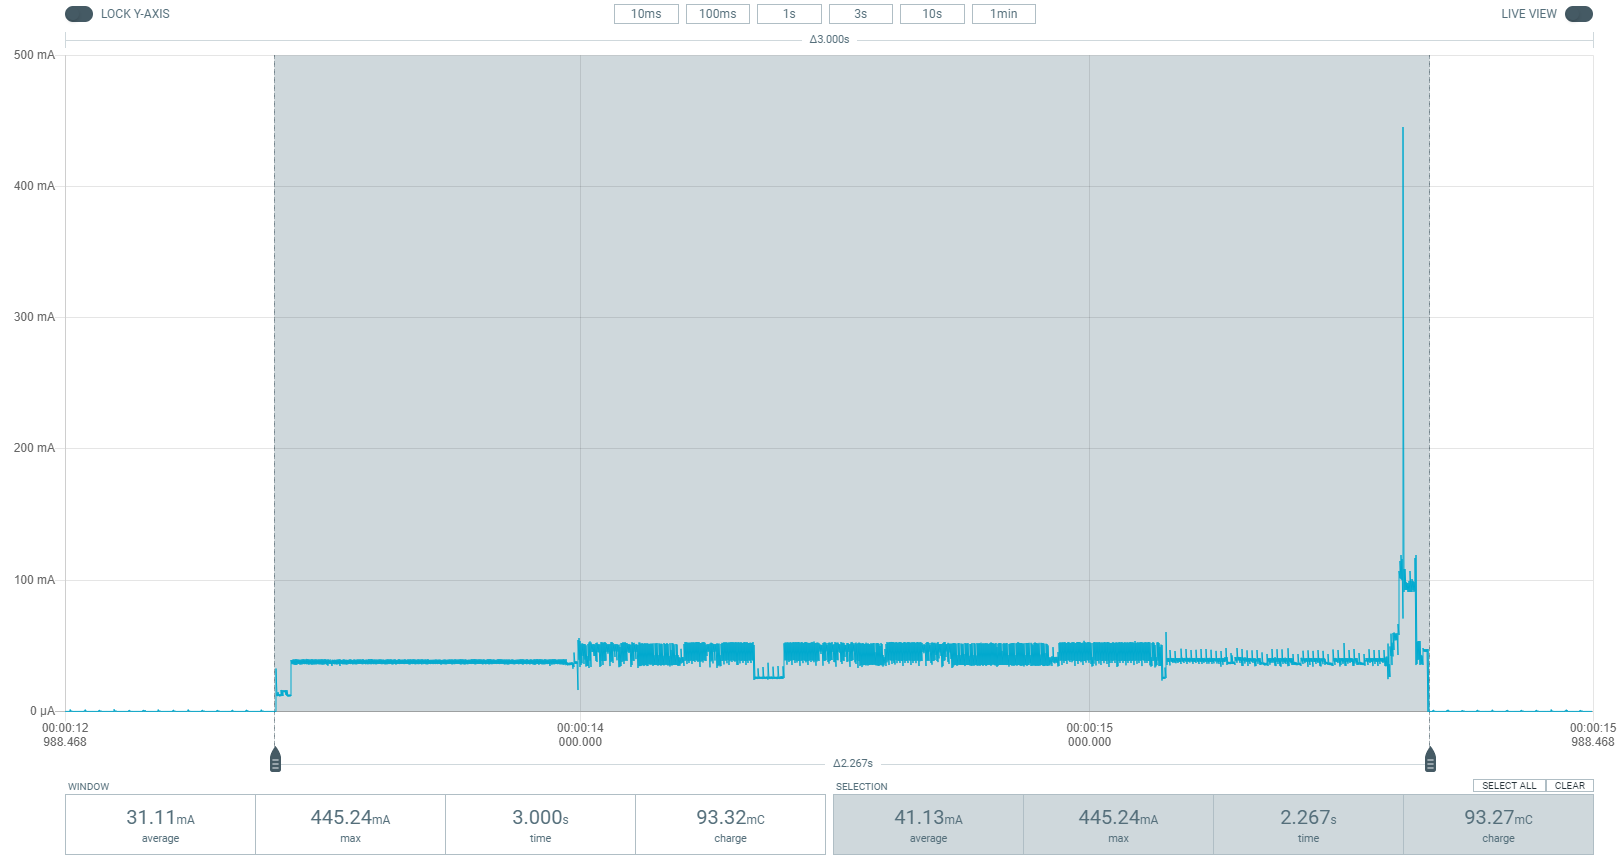 LOCK Y-AXIS 10ms 100ms 1s 3s 10s 1min LIVE VIEW
Δ3.000s
500 mA
400 mA
300 mA
200 mA
100 mA
0 µA
00:00:12 00:00:14 00:00:15 00:00:15
988.468 000.000 000.000 988.468
Δ2.267s
WINDOW SELECTION SELECT ALL CLEAR
31.11mA 445.24mA 3.000s 93.32mC 41.13mA 445.24mA 2.267s 93.27mC
average max time charge average max time charge